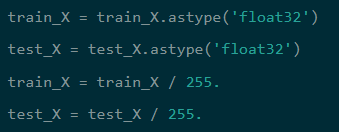 train_X = train_X.astype('float32')
test_X = test_X.astype('float32')
train_X = train_X / 255.
test_X = test_X / 255.